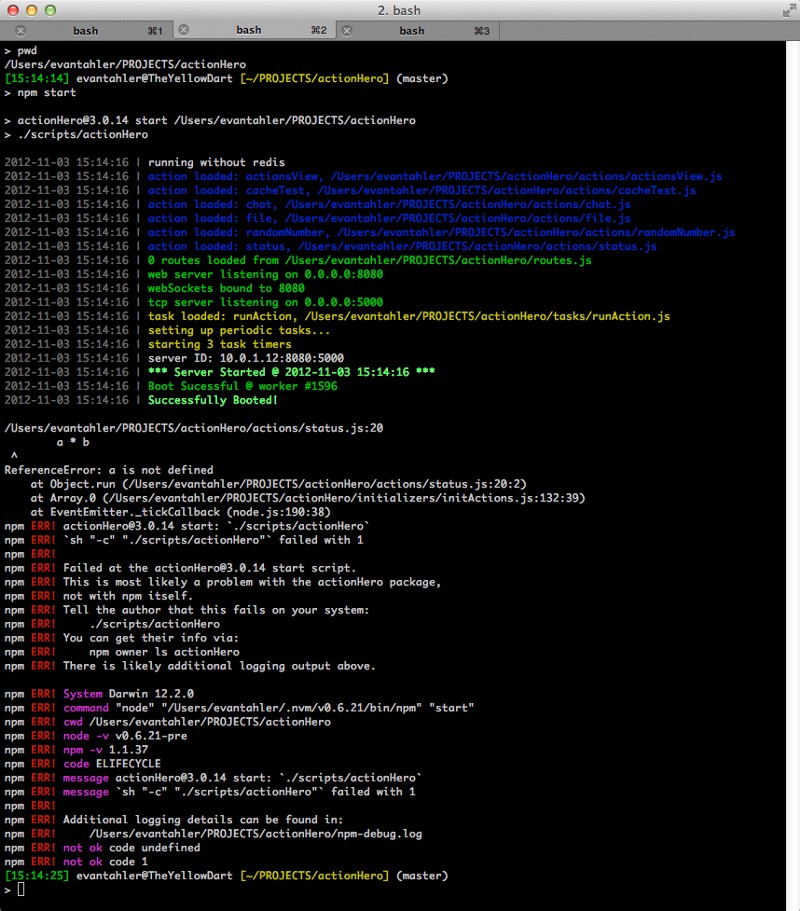 2. bash
bash ⌘1 bash ⌘2 bash ⌘3
> pwd
/Users/evantahler/PROJECTS/actionHero
[15:14:14] evantahler@TheYellowDart [~/PROJECTS/actionHero] (master)
> npm start
> actionHero@3.0.14 start /Users/evantahler/PROJECTS/actionHero
> ./scripts/actionHero
2012-11-03 15:14:16 | running without redis
2012-11-03 15:14:16 | action loaded: actionsView, /Users/evantahler/PROJECTS/actionHero/actions/actionsView.js
2012-11-03 15:14:16 | action loaded: cacheTest, /Users/evantahler/PROJECTS/actionHero/actions/cacheTest.js
2012-11-03 15:14:16 | action loaded: chat, /Users/evantahler/PROJECTS/actionHero/actions/chat.js
2012-11-03 15:14:16 | action loaded: file, /Users/evantahler/PROJECTS/actionHero/actions/file.js
2012-11-03 15:14:16 | action loaded: randomNumber, /Users/evantahler/PROJECTS/actionHero/actions/randomNumber.js
2012-11-03 15:14:16 | action loaded: status, /Users/evantahler/PROJECTS/actionHero/actions/status.js
2012-11-03 15:14:16 | 0 routes loaded from /Users/evantahler/PROJECTS/actionHero/routes.js
2012-11-03 15:14:16 | web server listening on 0.0.0.0:8080
2012-11-03 15:14:16 | webSockets bound to 8080
2012-11-03 15:14:16 | tcp server listening on 0.0.0.0:5000
2012-11-03 15:14:16 | task loaded: runAction, /Users/evantahler/PROJECTS/actionHero/tasks/runAction.js
2012-11-03 15:14:16 | setting up periodic tasks...
2012-11-03 15:14:16 | starting 3 task timers
2012-11-03 15:14:16 | server ID: 10.0.1.12:8080:5000
2012-11-03 15:14:16 | *** Server Started @ 2012-11-03 15:14:16 ***
2012-11-03 15:14:16 | Boot Sucessful @ worker #1596
2012-11-03 15:14:16 | Successfully Booted!
/Users/evantahler/PROJECTS/actionHero/actions/status.js:20
a * b
^
ReferenceError: a is not defined
at Object.run (/Users/evantahler/PROJECTS/actionHero/actions/status.js:20:2)
at Array.0 (/Users/evantahler/PROJECTS/actionHero/initializers/initActions.js:132:39)
at EventEmitter._tickCallback (node.js:190:38)
npm ERR! actionHero@3.0.14 start: `./scripts/actionHero`
npm ERR! `sh "-c" "./scripts/actionHero"` failed with 1
npm ERR!
npm ERR! Failed at the actionHero@3.0.14 start script.
npm ERR! This is most likely a problem with the actionHero package,
npm ERR! not with npm itself.
npm ERR! Tell the author that this fails on your system:
npm ERR! ./scripts/actionHero
npm ERR! You can get their info via:
npm ERR! npm owner ls actionHero
npm ERR! There is likely additional logging output above.
npm ERR! System Darwin 12.2.0
npm ERR! command "node" "/Users/evantahler/.nvm/v0.6.21/bin/npm" "start"
npm ERR! cwd /Users/evantahler/PROJECTS/actionHero
npm ERR! node -v v0.6.21-pre
npm ERR! npm -v 1.1.37
npm ERR! code ELIFECYCLE
npm ERR! message actionHero@3.0.14 start: `./scripts/actionHero`
npm ERR! message `sh "-c" "./scripts/actionHero"` failed with 1
npm ERR!
npm ERR! Additional logging details can be found in:
npm ERR! /Users/evantahler/PROJECTS/actionHero/npm-debug.log
npm ERR! not ok code undefined
npm ERR! not ok code 1
[15:14:25] evantahler@TheYellowDart [~/PROJECTS/actionHero] (master)
>